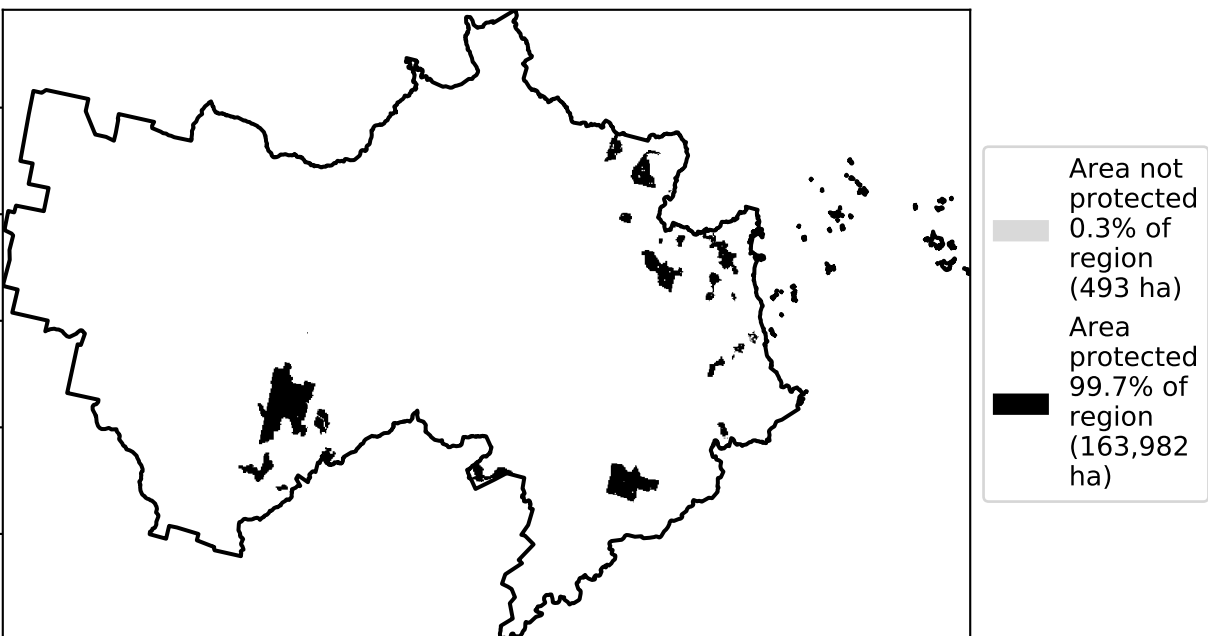 Area not
protected
0.3% of
region
(493 ha)
Area
protected
99.7% of
region
(163,982
ha)